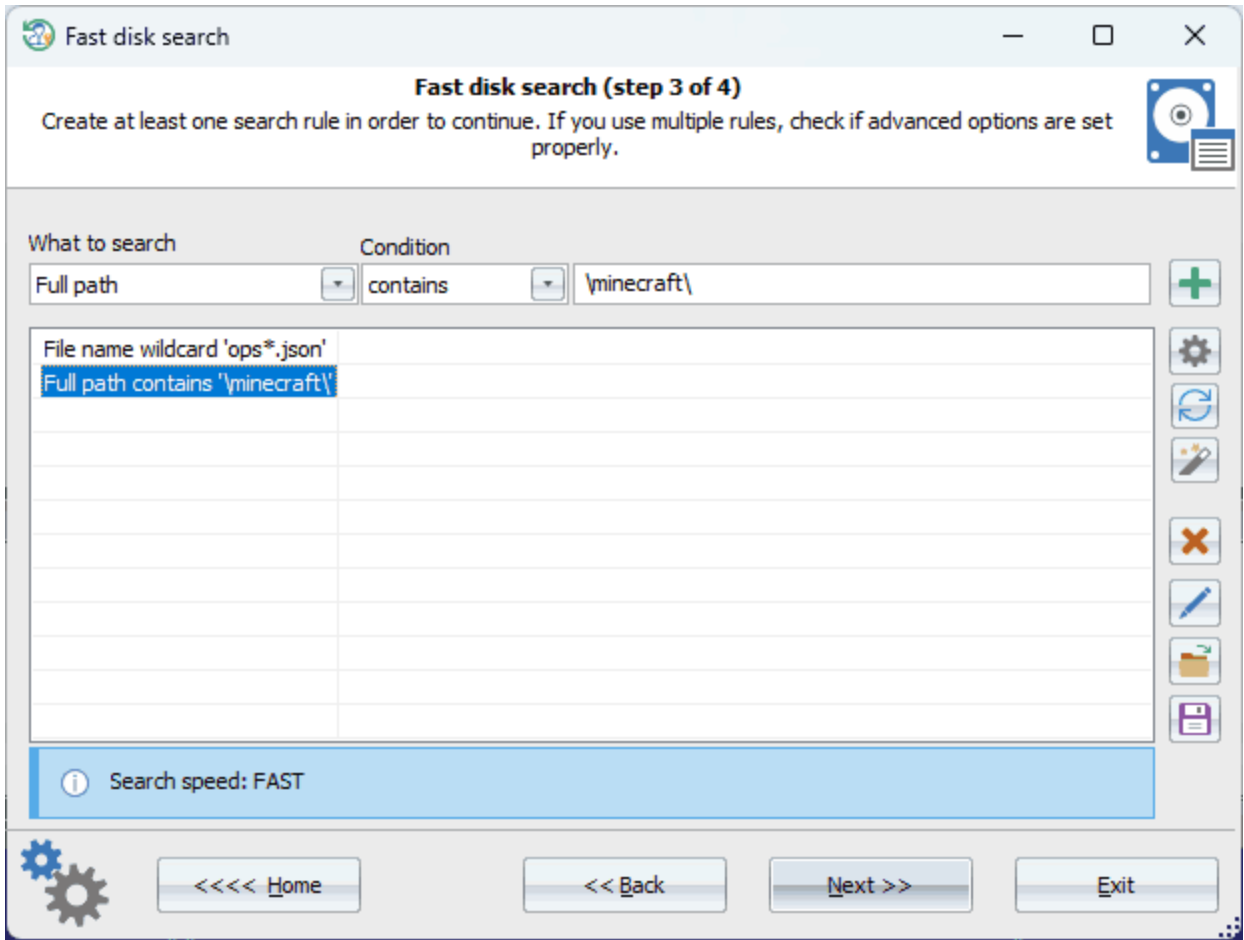 Fast disk search
Fast disk search (step 3 of 4)
Create at least one search rule in order to continue. If you use multiple rules, check if advanced options are set
properly.
What to search
Condition
Full path
contains
\minecraft\
File name wildcard 'ops*.json'
Full path contains '\minecraft\'
Search speed: FAST
<<<< Home
<< Back
Next >>
Exit